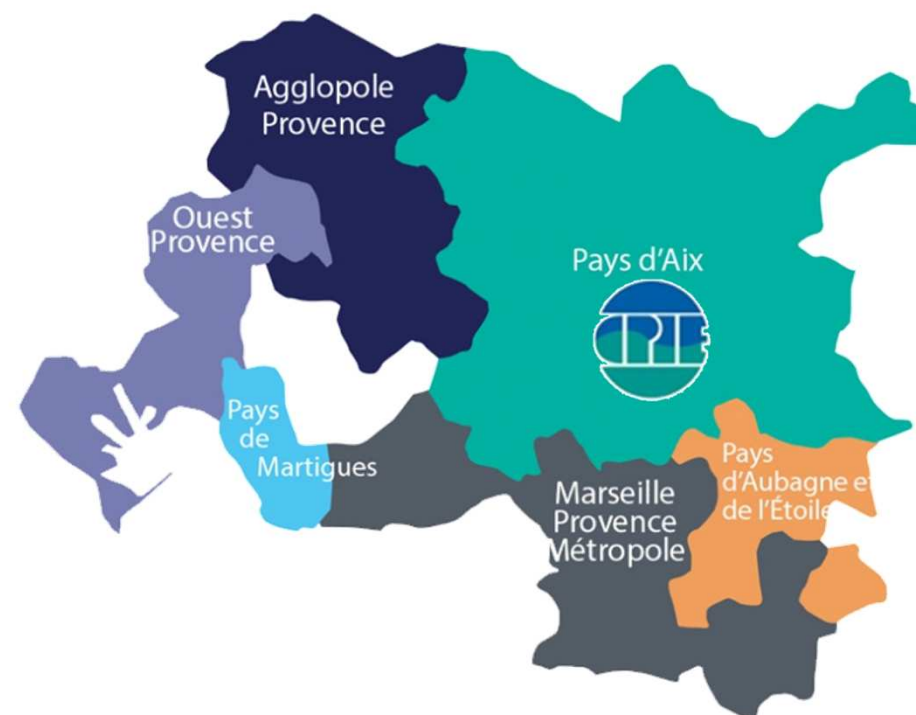 Agglopole
Provence
Ouest
Provence
Pays d'Aix
Pays
de
Martigues
Marseille
Provence
Métropole
Pays
d'Aubagne et
de l'Étoile